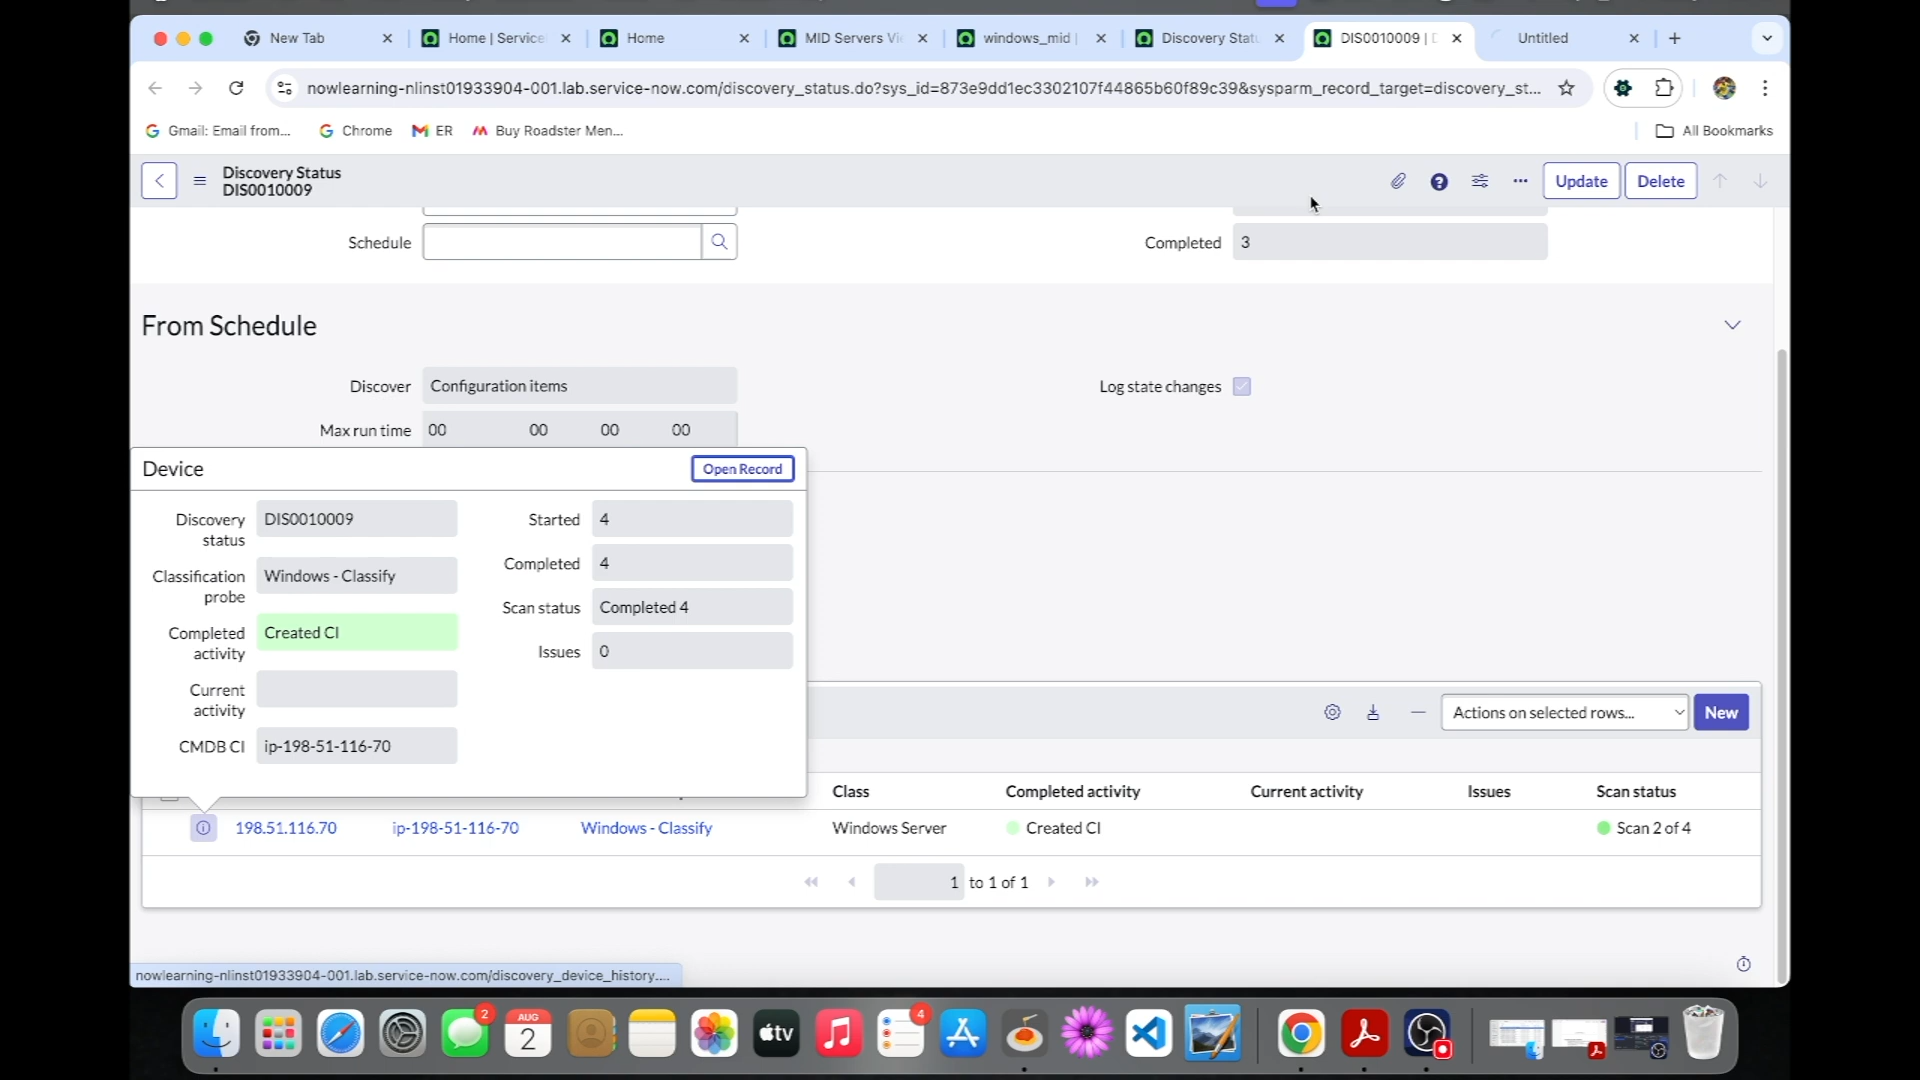 New Tab
Home | Service
Home
MID Servers Vi
windows_mid |
Discovery Stat
DIS0010009 | D
Untitled
nowlearning-nlinst01933904-001.lab.service-now.com/discovery_status.do?sys_id=873e9dd1ec3302107f44865b60f89c39&sysparm_record_target=discovery_st...
Gmail: Email from...
Chrome
ER
Buy Roadster Men...
All Bookmarks
Discovery Status
DIS0010009
Update
Delete
Schedule
Completed
3
From Schedule
Discover
Configuration items
Log state changes
Max run time
00 00 00 00
Device
Open Record
Discovery status
DIS0010009
Started
4
Classification probe
Windows - Classify
Completed
4
Scan status
Completed 4
Completed activity
Created CI
Issues
0
Current activity
CMDB CI
ip-198-51-116-70
Actions on selected rows...
New
Class
Completed activity
Current activity
Issues
Scan status
198.51.116.70
ip-198-51-116-70
Windows - Classify
Windows Server
Created CI
Scan 2 of 4
1 to 1 of 1
nowlearning-nlinst01933904-001.lab.service-now.com/discovery_device_history....
2
AUG
2
tv
4